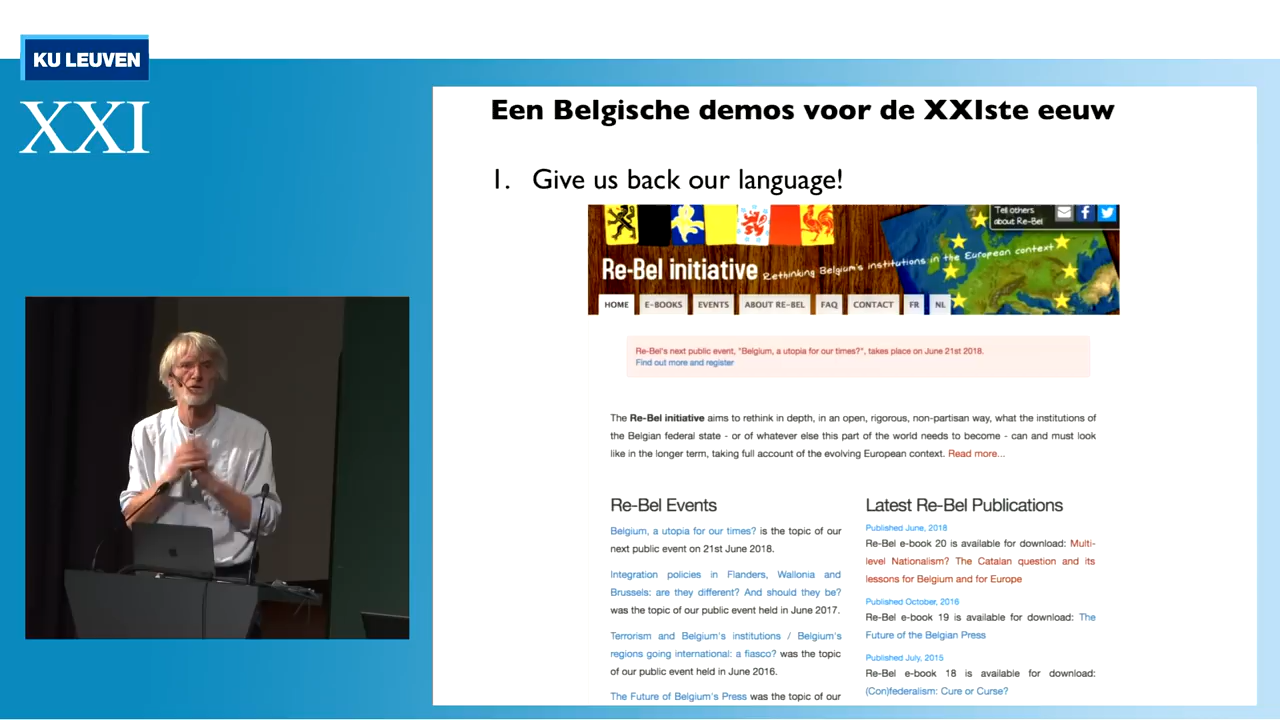 KU LEUVEN
XXI
Een Belgische demos voor de XXIste eeuw
1. Give us back our language!
Tell others
about Re-Bel
Re-Bel initiative Rethinking Belgium's institutions in the European context
HOME E-BOOKS EVENTS ABOUT RE-BEL FAQ CONTACT FR NL
Re-Bel's next public event, "Belgium, a utopia for our times?", takes place on June 21st 2018.
Find out more and register
The Re-Bel initiative aims to rethink in depth, in an open, rigorous, non-partisan way, what the institutions of
the Belgian federal state - or of whatever else this part of the world needs to become - can and must look
like in the longer term, taking full account of the evolving European context. Read more...
Re-Bel Events
Belgium, a utopia for our times? is the topic of our
next public event on 21st June 2018.
Integration policies in Flanders, Wallonia and
Brussels: are they different? And should they be?
was the topic of our public event held in June 2017.
Terrorism and Belgium's institutions / Belgium's
regions going international: a fiasco? was the topic
of our public event held in June 2016.
The Future of Belgium's Press was the topic of our
Latest Re-Bel Publications
Published June, 2018
Re-Bel e-book 20 is available for download: Multi-
level Nationalism? The Catalan question and its
lessons for Belgium and for Europe
Published October, 2016
Re-Bel e-book 19 is available for download: The
Future of the Belgian Press
Published July, 2015
Re-Bel e-book 18 is available for download:
(Con)federalism: Cure or Curse?